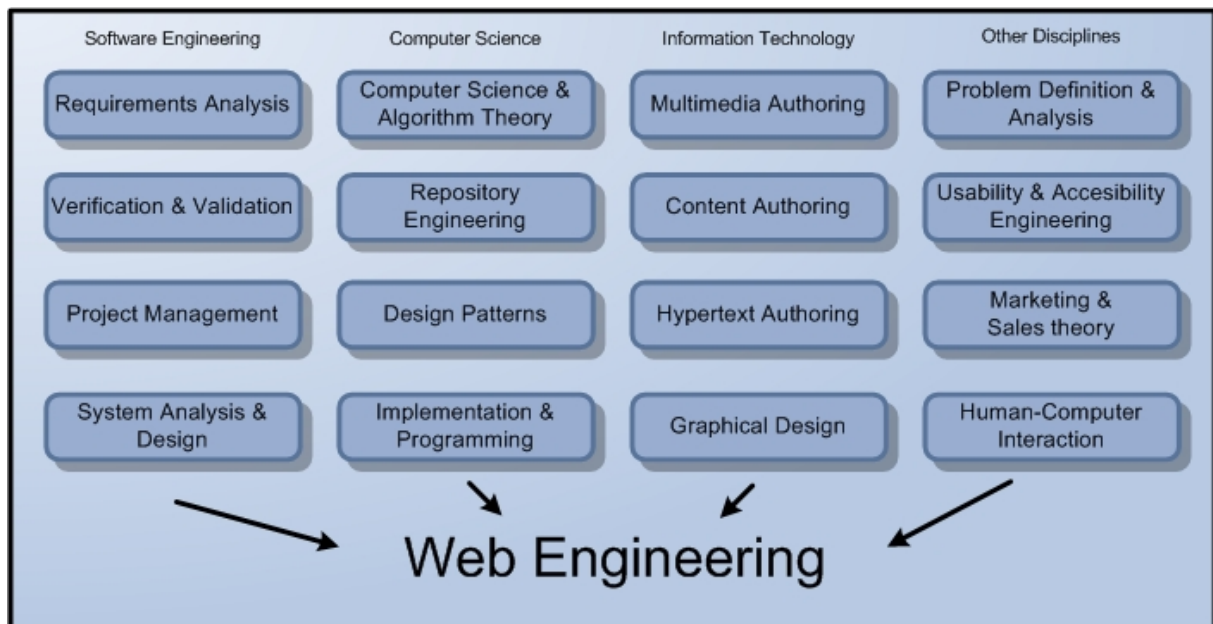 Software Engineering
Computer Science
Information Technology
Other Disciplines
Requirements Analysis
Computer Science &
Algorithm Theory
Multimedia Authoring
Problem Definition &
Analysis
Verification & Validation
Repository
Engineering
Content Authoring
Usability & Accesibility
Engineering
Project Management
Design Patterns
Hypertext Authoring
Marketing &
Sales theory
System Analysis &
Design
Implementation &
Programming
Graphical Design
Human-Computer
Interaction
Web Engineering